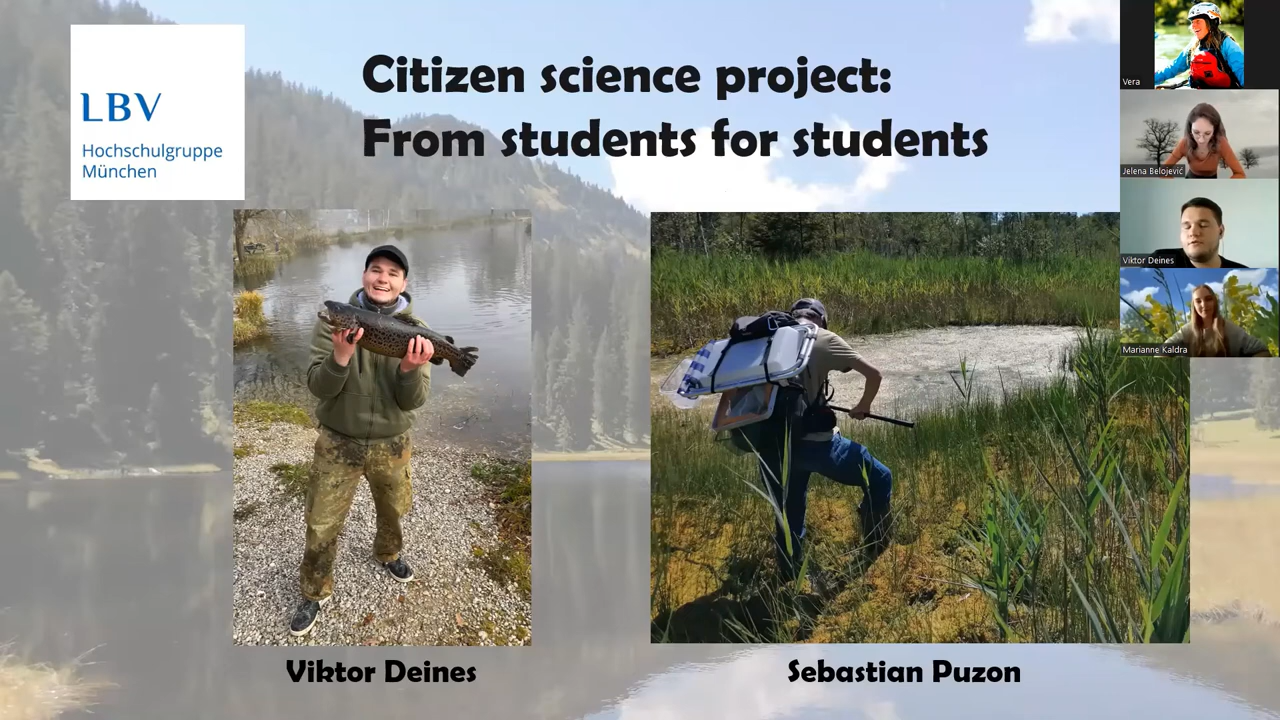 LBV
Hochschulgruppe
München
Citizen science project:
From students for students
Viktor Deines
Sebastian Puzon
Vera
Jelena Belojević
Viktor Deines
Marianne Kaldra